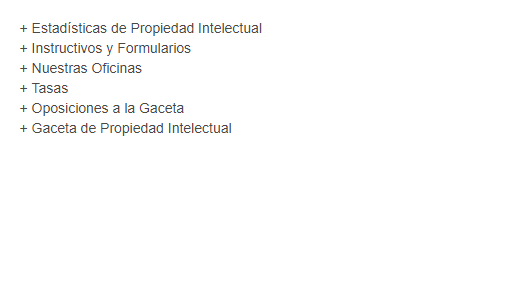 + Estadísticas de Propiedad Intelectual
+ Instructivos y Formularios
+ Nuestras Oficinas
+ Tasas
+ Oposiciones a la Gaceta
+ Gaceta de Propiedad Intelectual